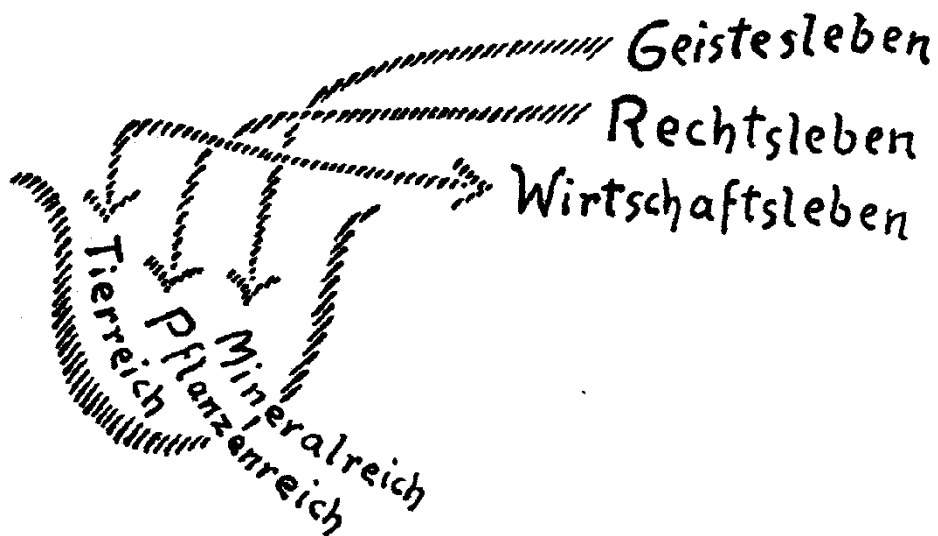 Geistesleben
Rechtsleben
Wirtschaftsleben
Tierreich
Pflanzenreich
Mineralreich